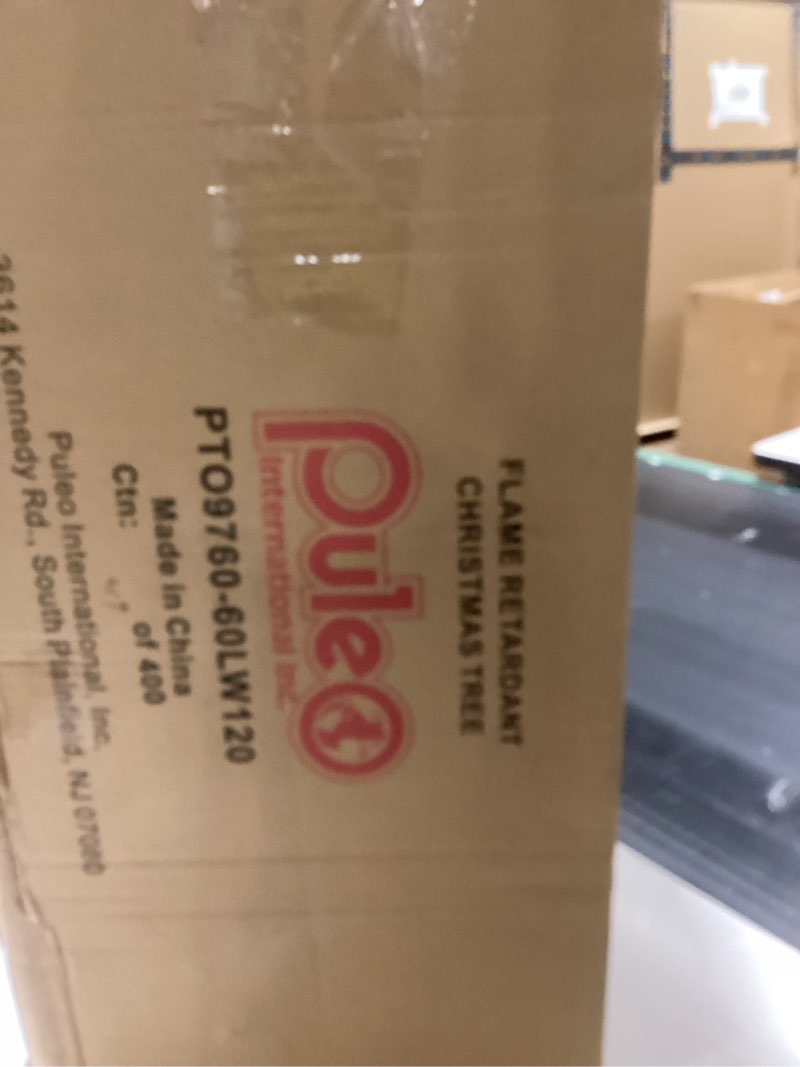 FLAME RETARDANT
CHRISTMAS TREE
puleo
International Inc
PTO9760-60LW120
Made in China
Ctn: of 400
Puleo International, Inc.
3614 Kennedy Rd., South Plainfield, NJ 07080